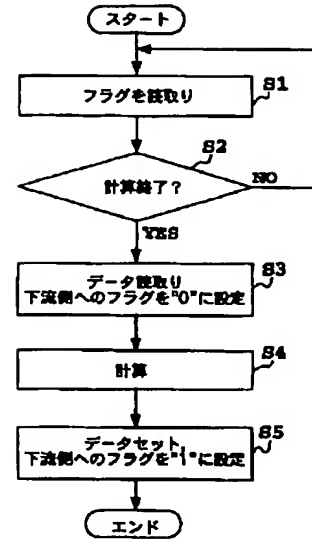 スタート
フラグを読取り
S1
S2
計算終了?
NO
YES
S3
データ読取り
下流側へのフラグを"0"に設定
S4
計算
S5
データセット,
下流側へのフラグを"1"に設定
エンド